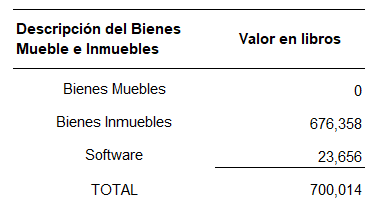 Descripción del Bienes
Mueble e Inmuebles
Valor en libros
Bienes Muebles 0
Bienes Inmuebles 676,358
Software 23,656
TOTAL 700,014